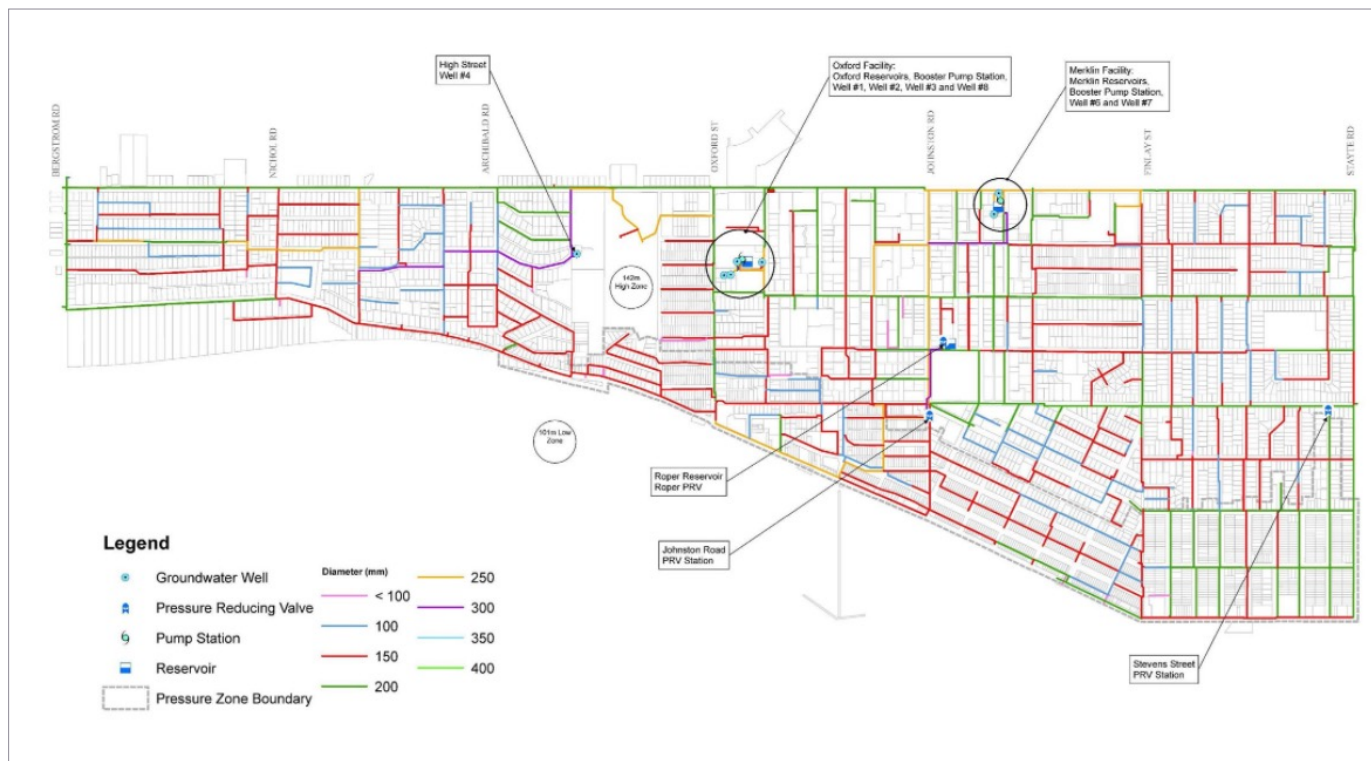 High Street
Well #4
Oxford Facility:
Oxford Reservoirs, Booster Pump Station,
Well #1, Well #2, Well #3 and Well #8
Merklin Facility:
Merklin Reservoirs,
Booster Pump Station,
Well #6 and Well #7
BERGSTROM RD
NICHOL RD
ARCHIBALD RD
OXFORD ST
JOHNSTON RD
FINLAY ST
STAYTE RD
142m
High Zone
101m Low
Zone
Roper Reservoir
Roper PRV
Johnston Road
PRV Station
Stevens Street
PRV Station
Legend
Groundwater Well
Pressure Reducing Valve
Pump Station
Reservoir
Pressure Zone Boundary
Diameter (mm)
< 100
100
150
200
250
300
350
400